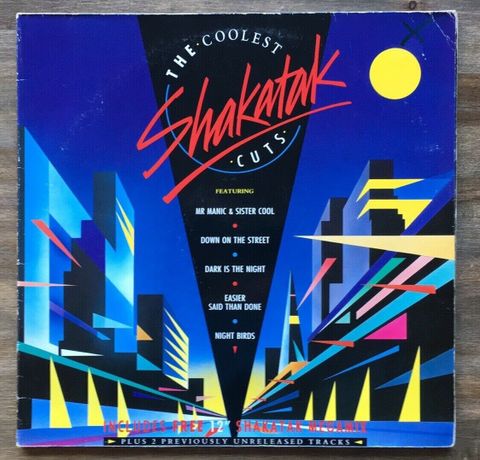 THE·COOLEST
Shakatak
·CUTS·
FEATURING
MR MANIC & SISTER COOL
DOWN ON THE STREET
DARK IS THE NIGHT
EASIER
SAID THAN DONE
NIGHT BIRDS
INCLUDES FREE 12" SHAKATAK MEGAMIX
PLUS 2 PREVIOUSLY UNRELEASED TRACKS